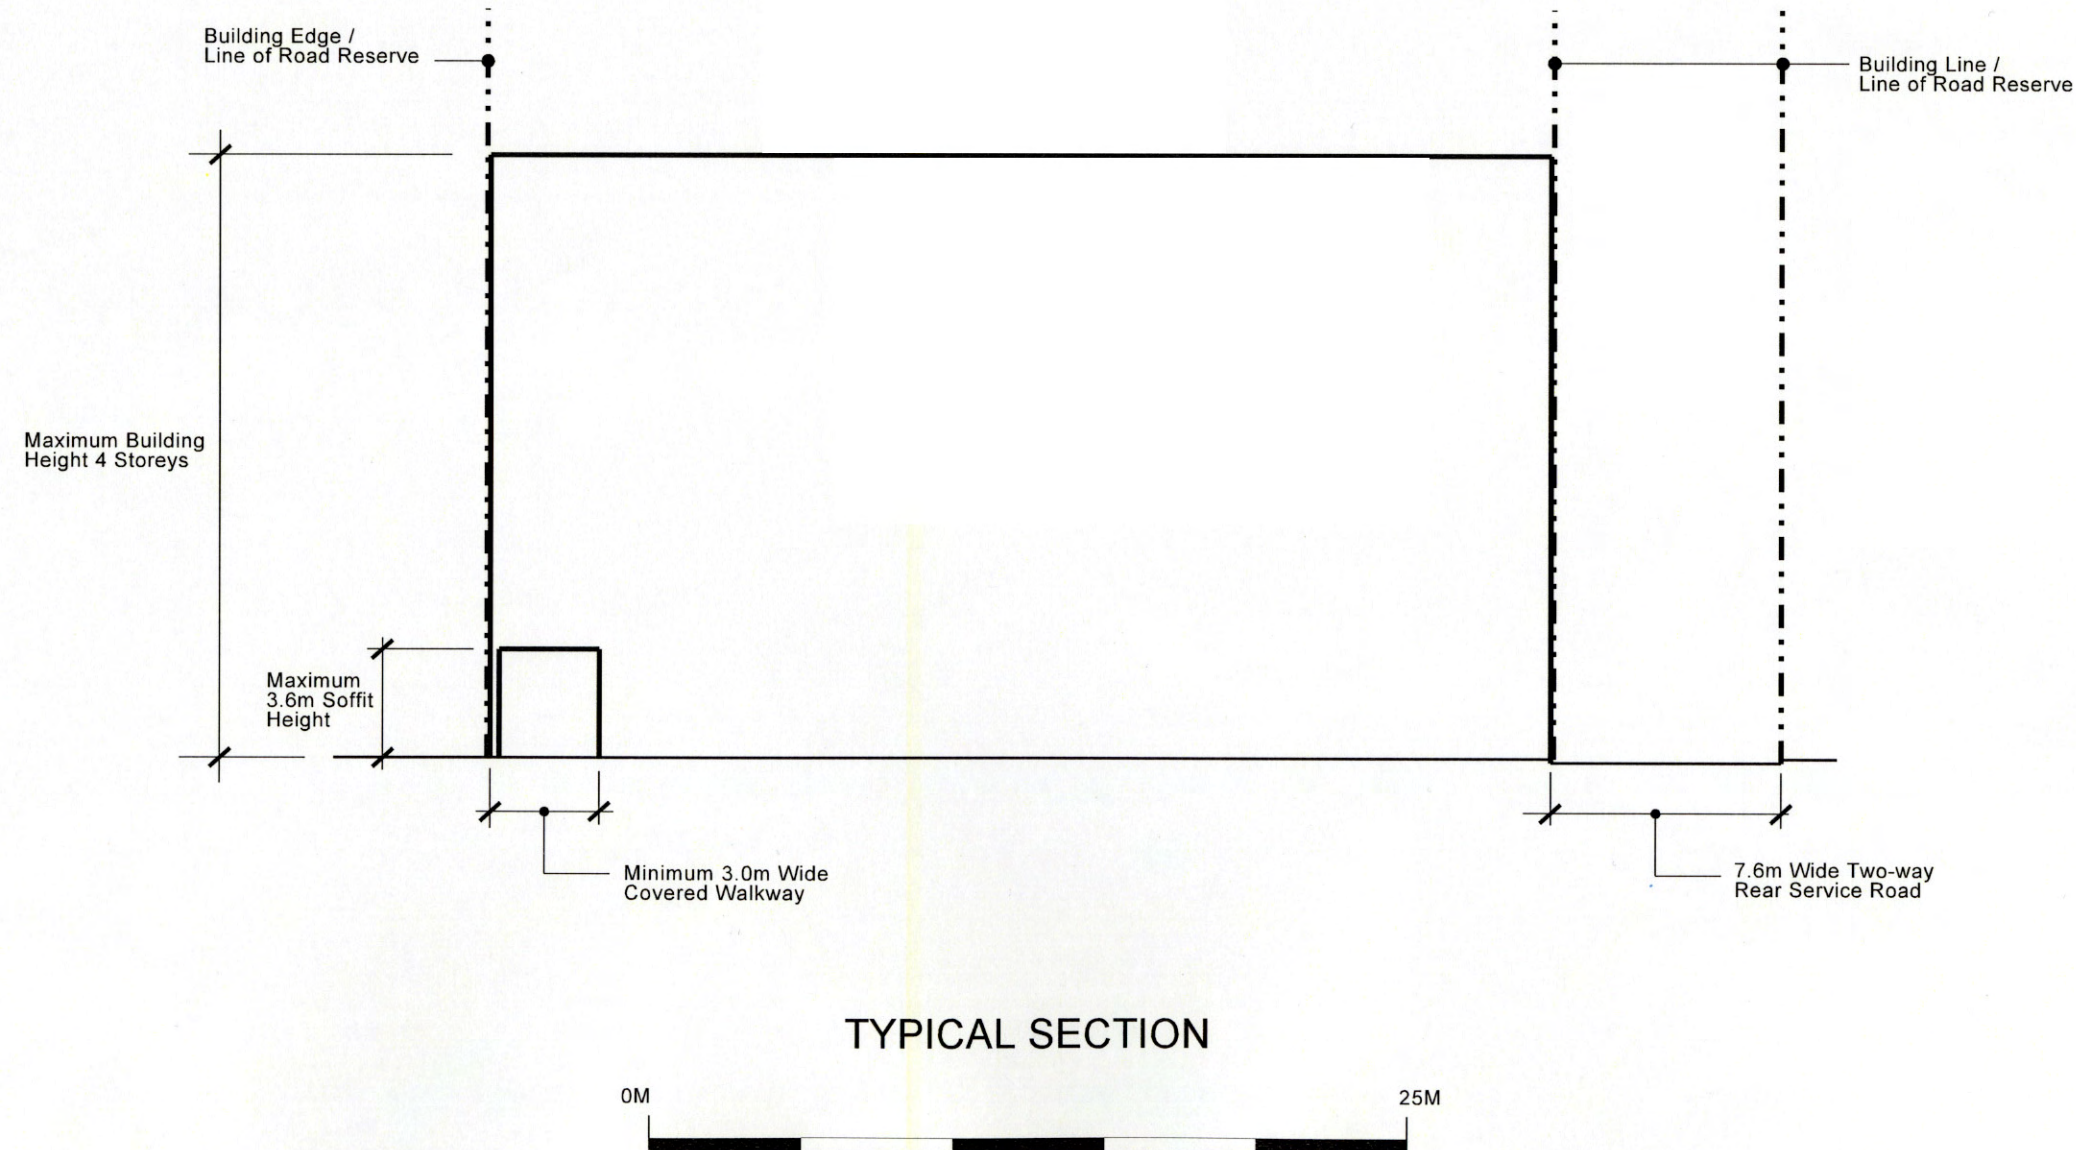 Building Edge /
Line of Road Reserve
Building Line /
Line of Road Reserve
Maximum Building
Height 4 Storeys
Maximum
3.6m Soffit
Height
Minimum 3.0m Wide
Covered Walkway
7.6m Wide Two-way
Rear Service Road
TYPICAL SECTION
0M
25M